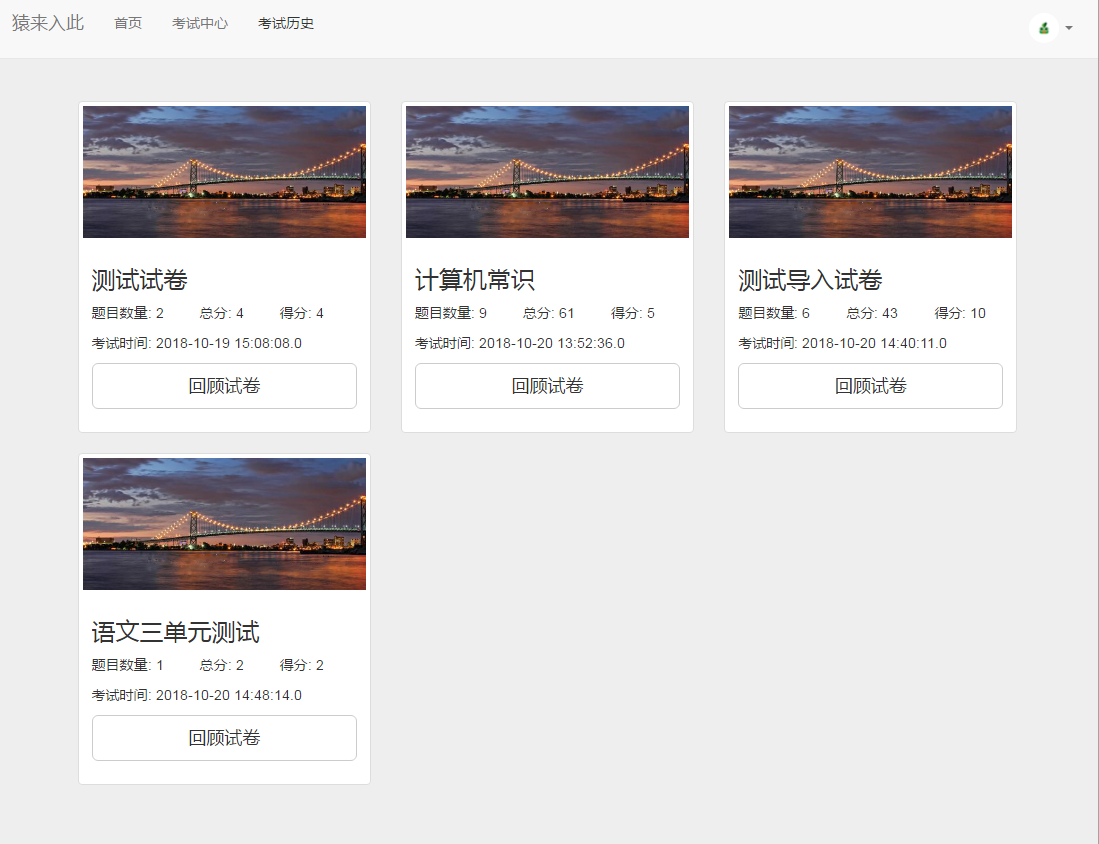 猿来入此 首页 考试中心 考试历史
测试试卷
题目数量: 2 总分: 4 得分: 4
考试时间: 2018-10-19 15:08:08.0
回顾试卷
计算机常识
题目数量: 9 总分: 61 得分: 5
考试时间: 2018-10-20 13:52:36.0
回顾试卷
测试导入试卷
题目数量: 6 总分: 43 得分: 10
考试时间: 2018-10-20 14:40:11.0
回顾试卷
语文三单元测试
题目数量: 1 总分: 2 得分: 2
考试时间: 2018-10-20 14:48:14.0
回顾试卷